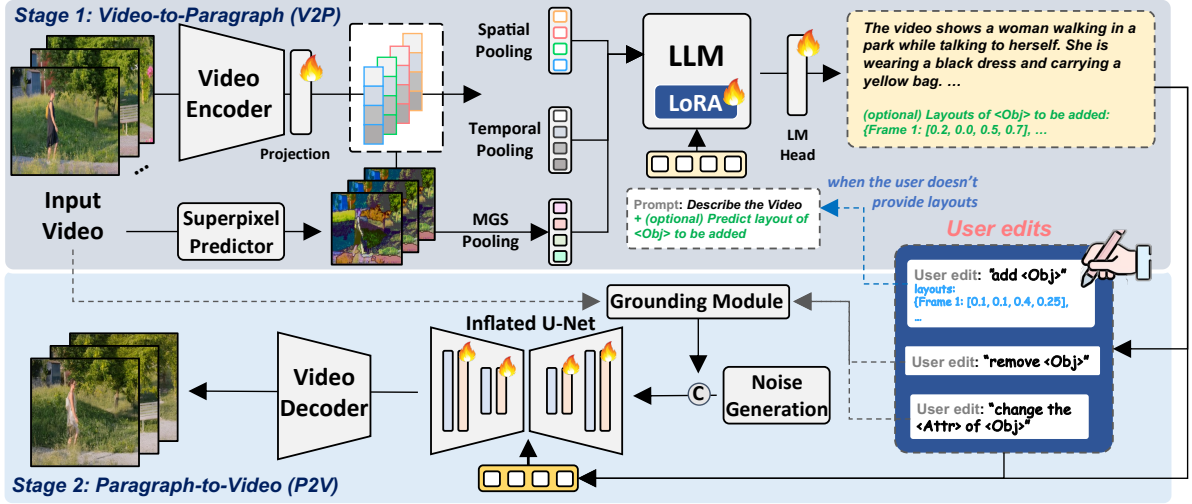 Stage 1: Video-to-Paragraph (V2P)
Video
Encoder
Projection
Spatial
Pooling
Temporal
Pooling
MGS
Pooling
Input
Video
Superpixel
Predictor
LLM
LoRA
LM
Head
The video shows a woman walking in a
park while talking to herself. She is
wearing a black dress and carrying a
yellow bag. …
(optional) Layouts of <Obj> to be added:
{Frame 1: [0.2, 0.0, 0.5, 0.7], …
Prompt: Describe the Video
+ (optional) Predict layout of
<Obj> to be added
when the user doesn't
provide layouts
User edits
User edit: "add <Obj>"
layouts:
{Frame 1: [0.1, 0.1, 0.4, 0.25],
…
User edit: "remove <Obj>"
User edit: "change the
<Attr> of <Obj>"
Grounding Module
Inflated U-Net
C
Noise
Generation
Video
Decoder
Stage 2: Paragraph-to-Video (P2V)